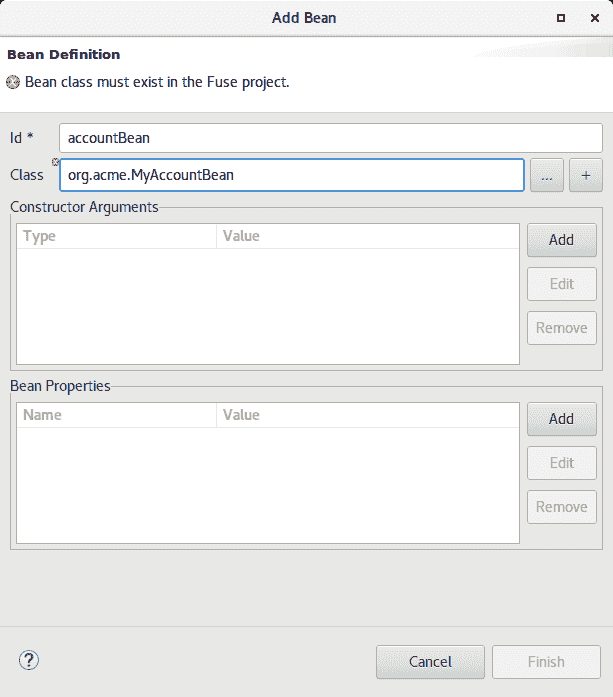 Add Bean
Bean Definition
Bean class must exist in the Fuse project.
Id * accountBean
Class org.acme.MyAccountBean ... +
Constructor Arguments
Type Value
Add
Edit
Remove
Bean Properties
Name Value
Add
Edit
Remove
? Cancel Finish